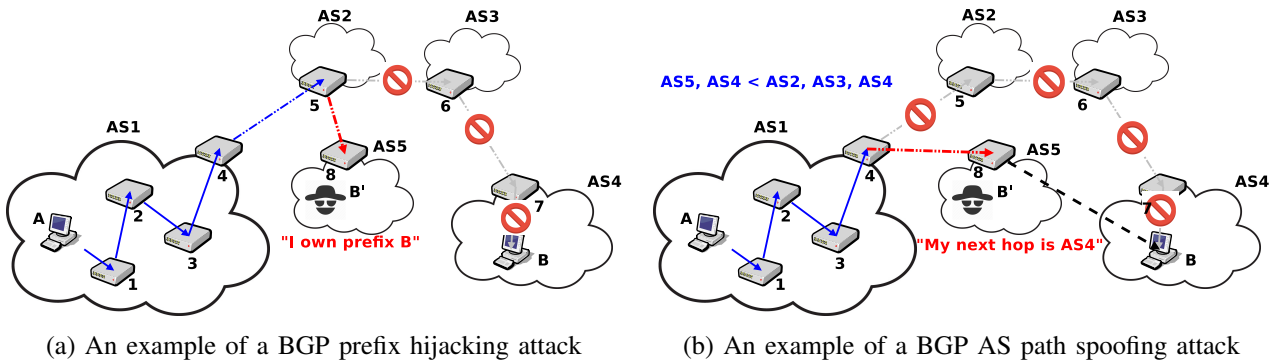 AS2
AS3
5
6
AS1
4
AS5
8
B'
AS4
7
A
2
3
1
"I own prefix B"
B
(a) An example of a BGP prefix hijacking attack
AS2
AS3
AS5, AS4 < AS2, AS3, AS4
5
6
AS1
4
AS5
8
B'
AS4
7
A
2
3
1
"My next hop is AS4"
B
(b) An example of a BGP AS path spoofing attack